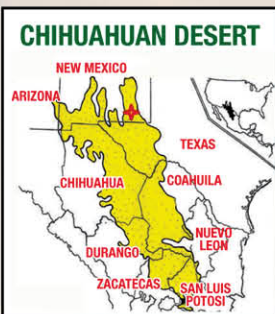 CHIHUAHUAN DESERT
NEW MEXICO
ARIZONA
TEXAS
CHIHUAHUA
COAHUILA
NUEVO
LEON
DURANGO
ZACATECAS
SAN LUIS
POTOSI